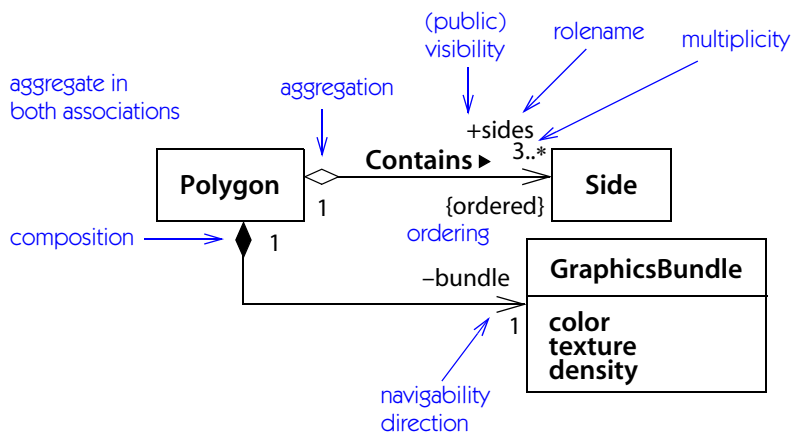 (public)
visibility
rolename
multiplicity
aggregate in
both associations
aggregation
+sides
3..*
Contains ▶
Polygon
Side
1
{ordered}
composition
1
ordering
GraphicsBundle
–bundle
1
color
texture
density
navigability
direction